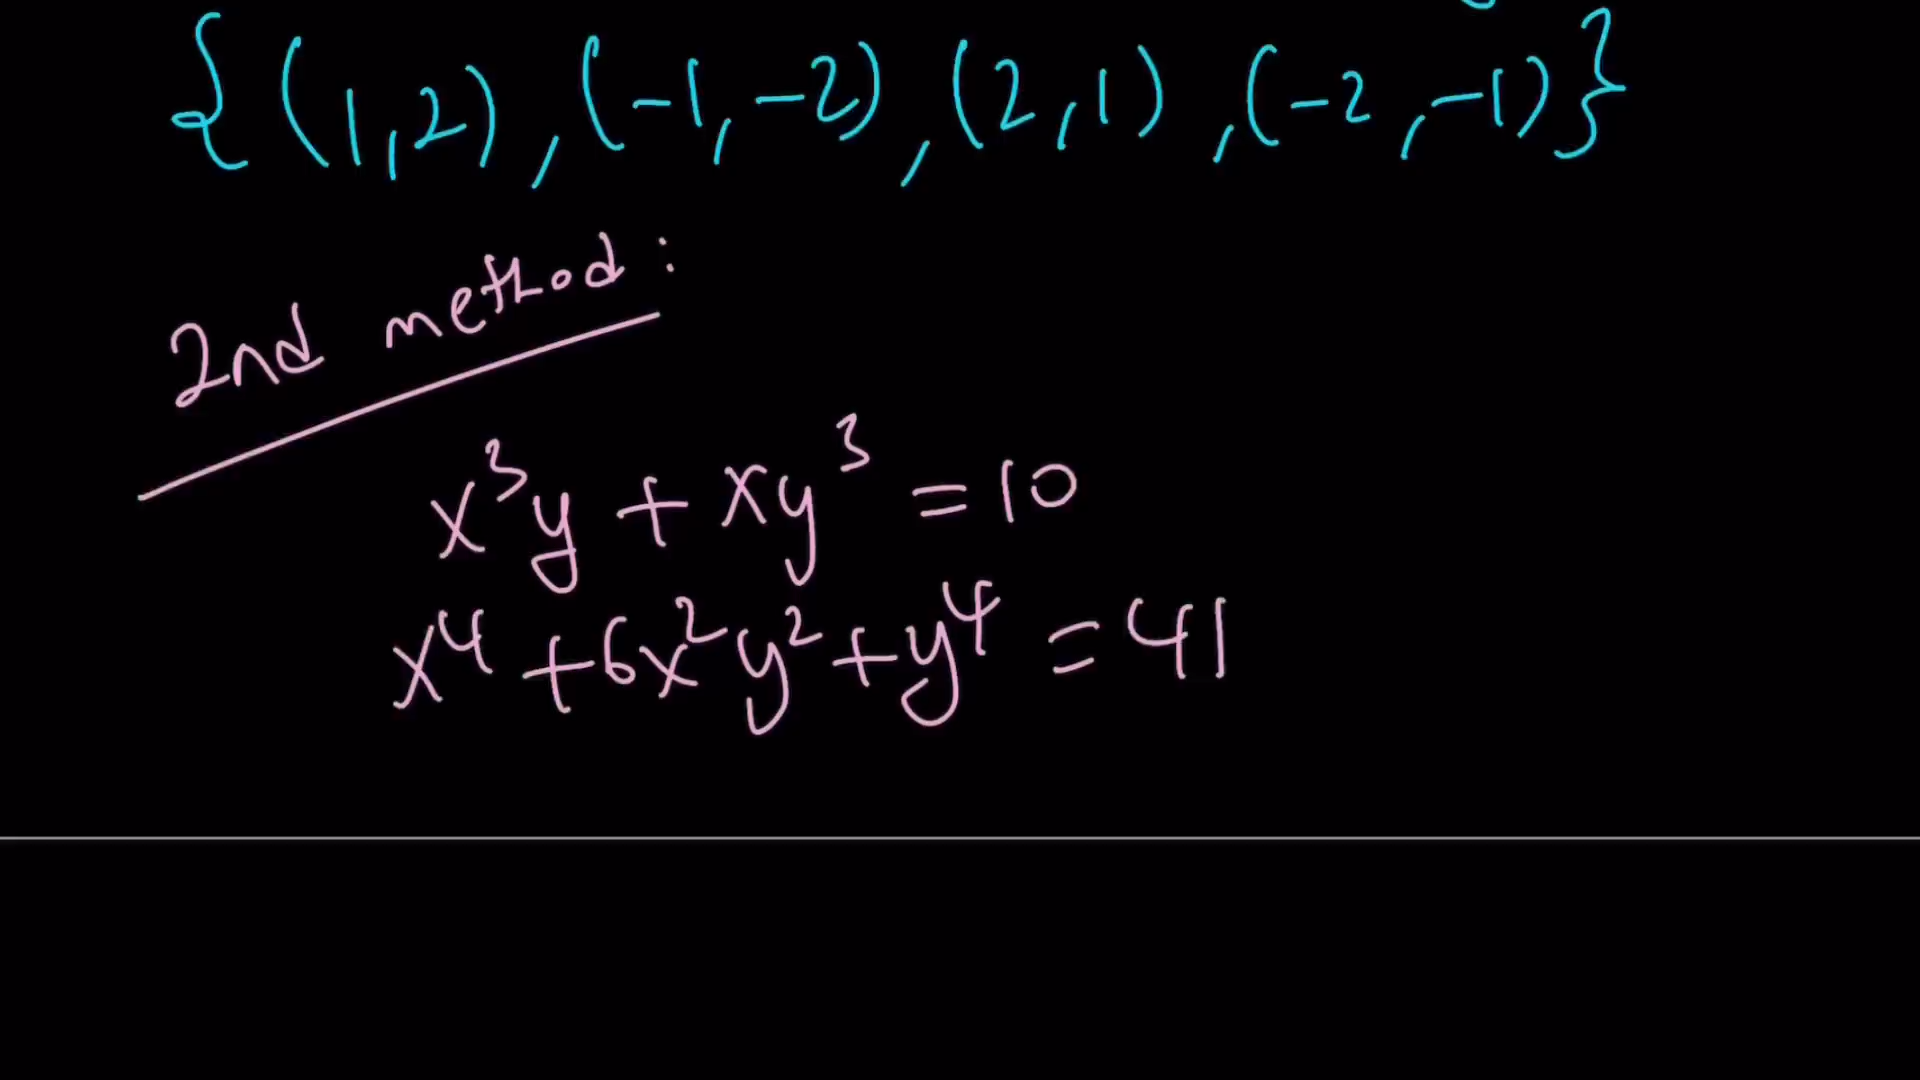 {(1,2), (-1,-2), (2,1), (-2,-1)}
2nd method:
x³y + xy³ = 10
x⁴ + 6x²y² + y⁴ = 41